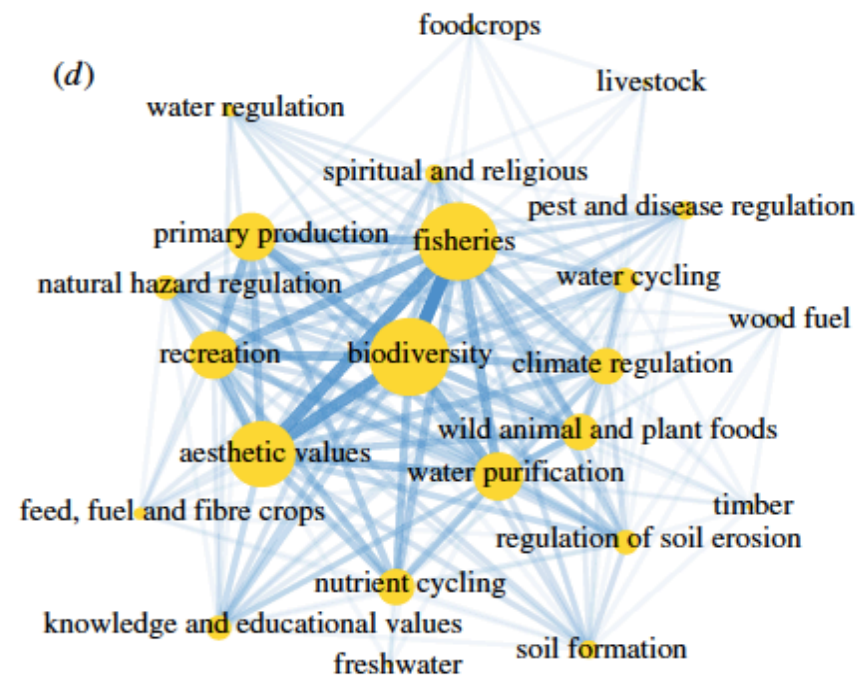 foodcrops
(d)
livestock
water regulation
spiritual and religious
pest and disease regulation
primary production
fisheries
natural hazard regulation
water cycling
wood fuel
recreation
biodiversity
climate regulation
wild animal and plant foods
aesthetic values
water purification
timber
feed, fuel and fibre crops
regulation of soil erosion
nutrient cycling
knowledge and educational values
soil formation
freshwater